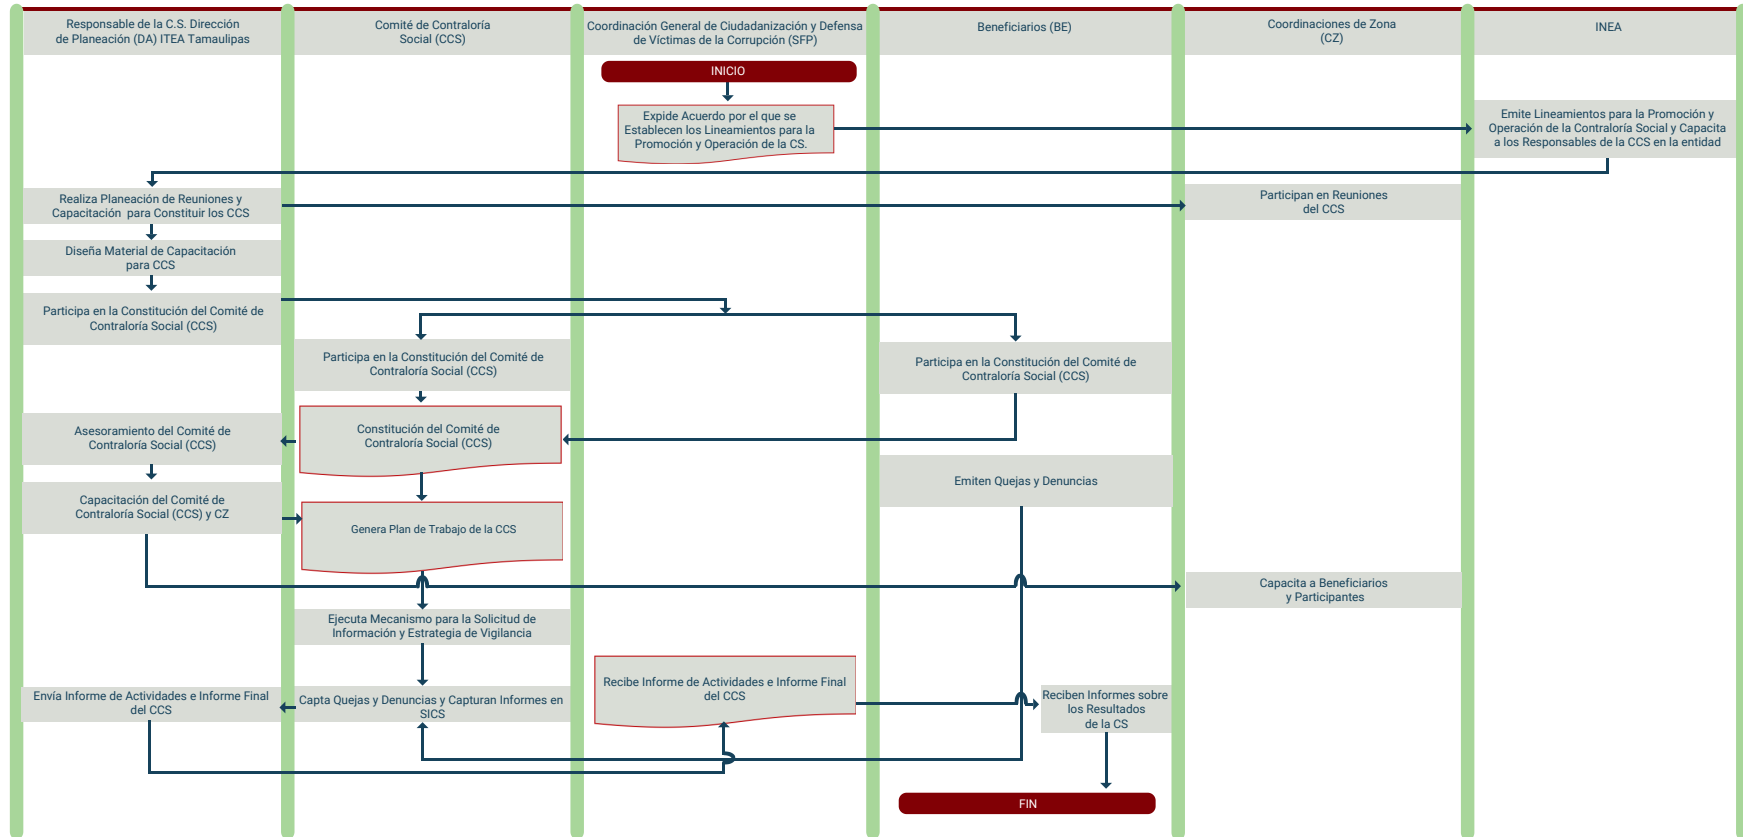 Responsable de la C.S. Dirección
de Planeación (DA) ITEA Tamaulipas
Comité de Contraloría
Social (CCS)
Coordinación General de Ciudadanización y Defensa
de Víctimas de la Corrupción (SFP)
Beneficiarios (BE)
Coordinaciones de Zona
(CZ)
INEA
INICIO
Expide Acuerdo por el que se
Establecen los Lineamientos para la
Promoción y Operación de la CS.
Emite Lineamientos para la Promoción y
Operación de la Contraloría Social y Capacita
a los Responsables de la CCS en la entidad
Realiza Planeación de Reuniones y
Capacitación para Constituir los CCS
Participan en Reuniones
del CCS
Diseña Material de Capacitación
para CCS
Participa en la Constitución del Comité de
Contraloría Social (CCS)
Participa en la Constitución del Comité de
Contraloría Social (CCS)
Participa en la Constitución del Comité de
Contraloría Social (CCS)
Asesoramiento del Comité de
Contraloría Social (CCS)
Constitución del Comité de
Contraloría Social (CCS)
Emiten Quejas y Denuncias
Capacitación del Comité de
Contraloría Social (CCS) y CZ
Genera Plan de Trabajo de la CCS
Capacita a Beneficiarios
y Participantes
Ejecuta Mecanismo para la Solicitud de
Información y Estrategia de Vigilancia
Envía Informe de Actividades e Informe Final
del CCS
Capta Quejas y Denuncias y Capturan Informes en
SICS
Recibe Informe de Actividades e Informe Final
del CCS
Reciben Informes sobre
los Resultados
de la CS
FIN